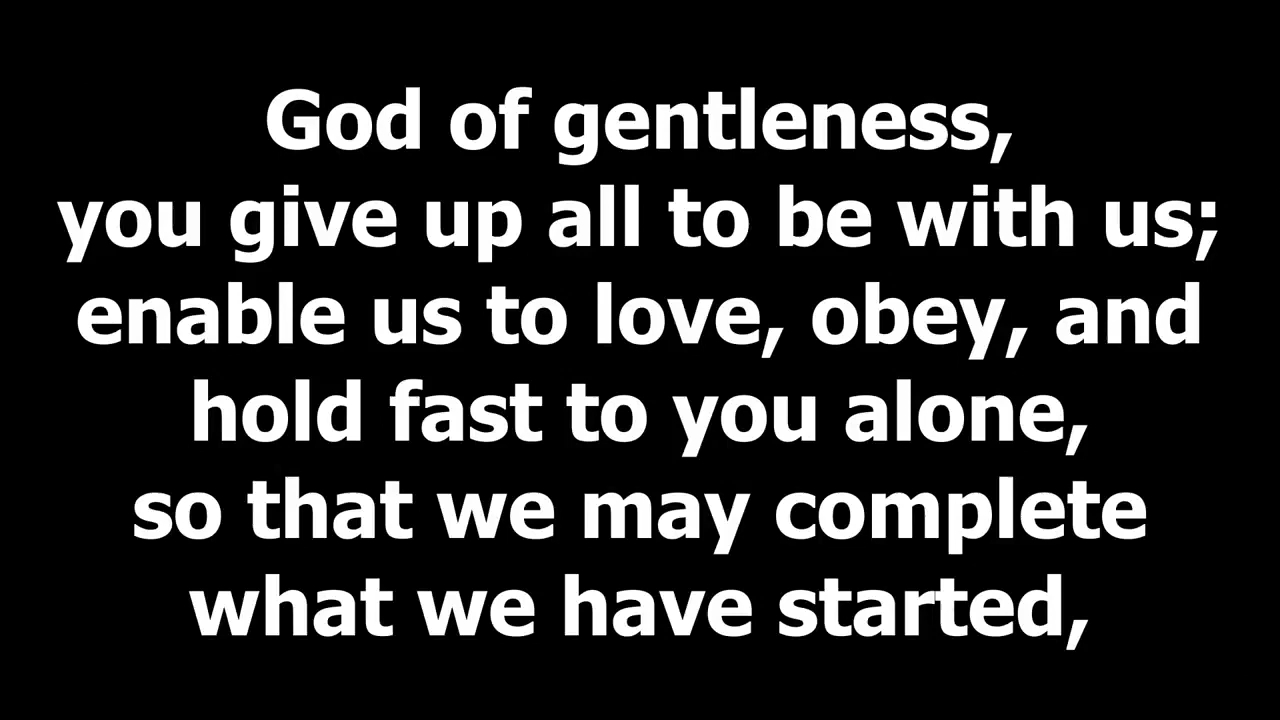 God of gentleness,
you give up all to be with us;
enable us to love, obey, and
hold fast to you alone,
so that we may complete
what we have started,